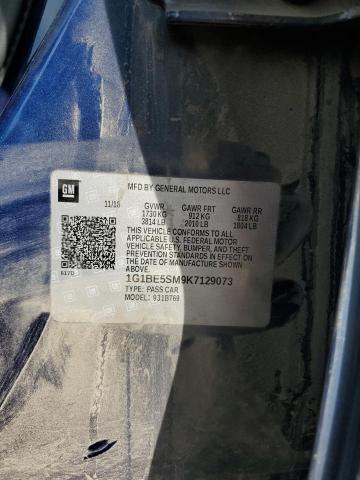 GM
MFD BY GENERAL MOTORS LLC
11/18 GVWR GAWR FRT GAWR RR
1730 KG 912 KG 818 KG
3814 LB 2010 LB 1804 LB
THIS VEHICLE CONFORMS TO ALL
APPLICABLE U.S. FEDERAL MOTOR
VEHICLE SAFETY, BUMPER, AND THEFT
PREVENTION STANDARDS IN EFFECT ON
THE DATE OF MANUFACTURE SHOWN
ABOVE.
617D
1G1BE5SM9K7129073
TYPE: PASS CAR
MODEL: 931BT69